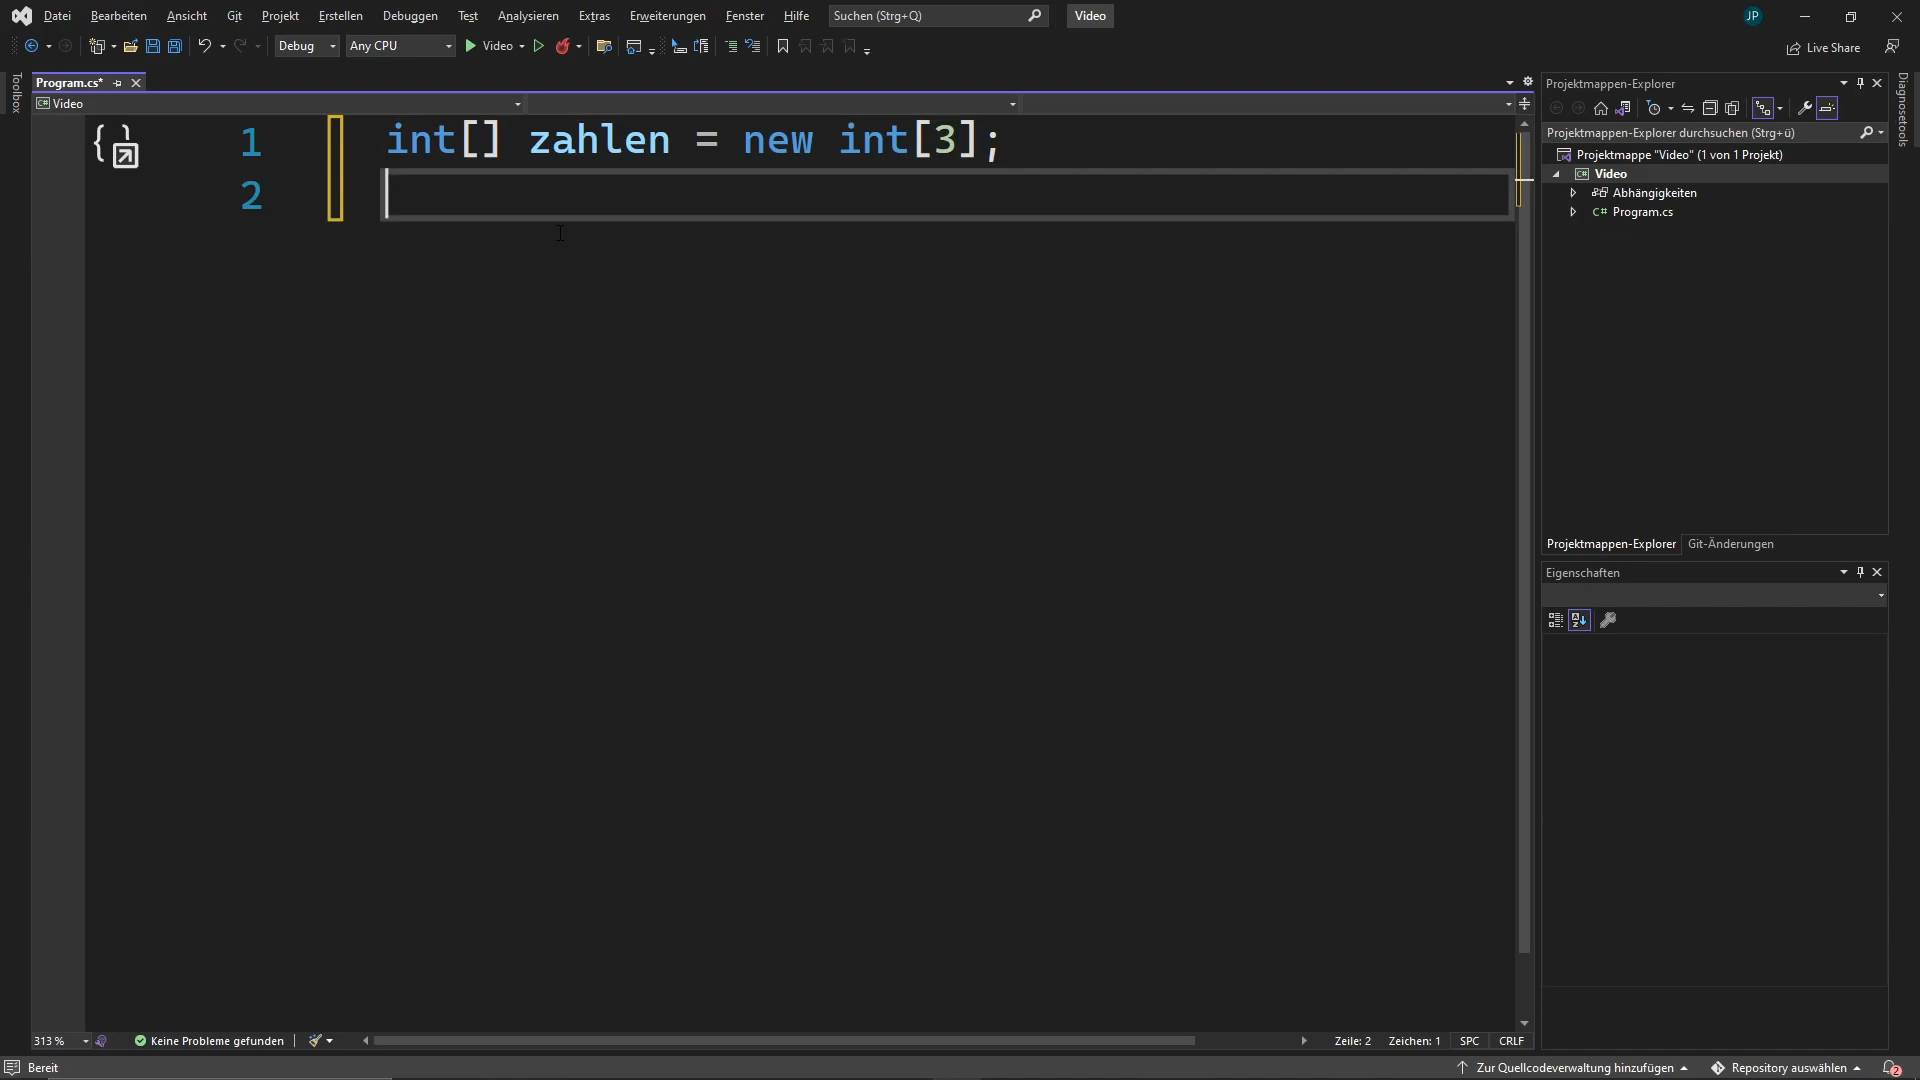 Datei Bearbeiten Ansicht Git Projekt Erstellen Debuggen Test Analysieren Extras Erweiterungen Fenster Hilfe Suchen (Strg+Q) Video JP
Debug Any CPU Video Live Share
Toolbox
Program.cs*
Projektmappen-Explorer
Diagnosetools
C# Video
Projektmappen-Explorer durchsuchen (Strg+ü)
1 int[] zahlen = new int[3];
2
Projektmappe "Video" (1 von 1 Projekt)
C# Video
Abhängigkeiten
C# Program.cs
Projektmappen-Explorer Git-Änderungen
Eigenschaften
313 % Keine Probleme gefunden Zeile: 2 Zeichen: 1 SPC CRLF
Bereit Zur Quellcodeverwaltung hinzufügen Repository auswählen 2